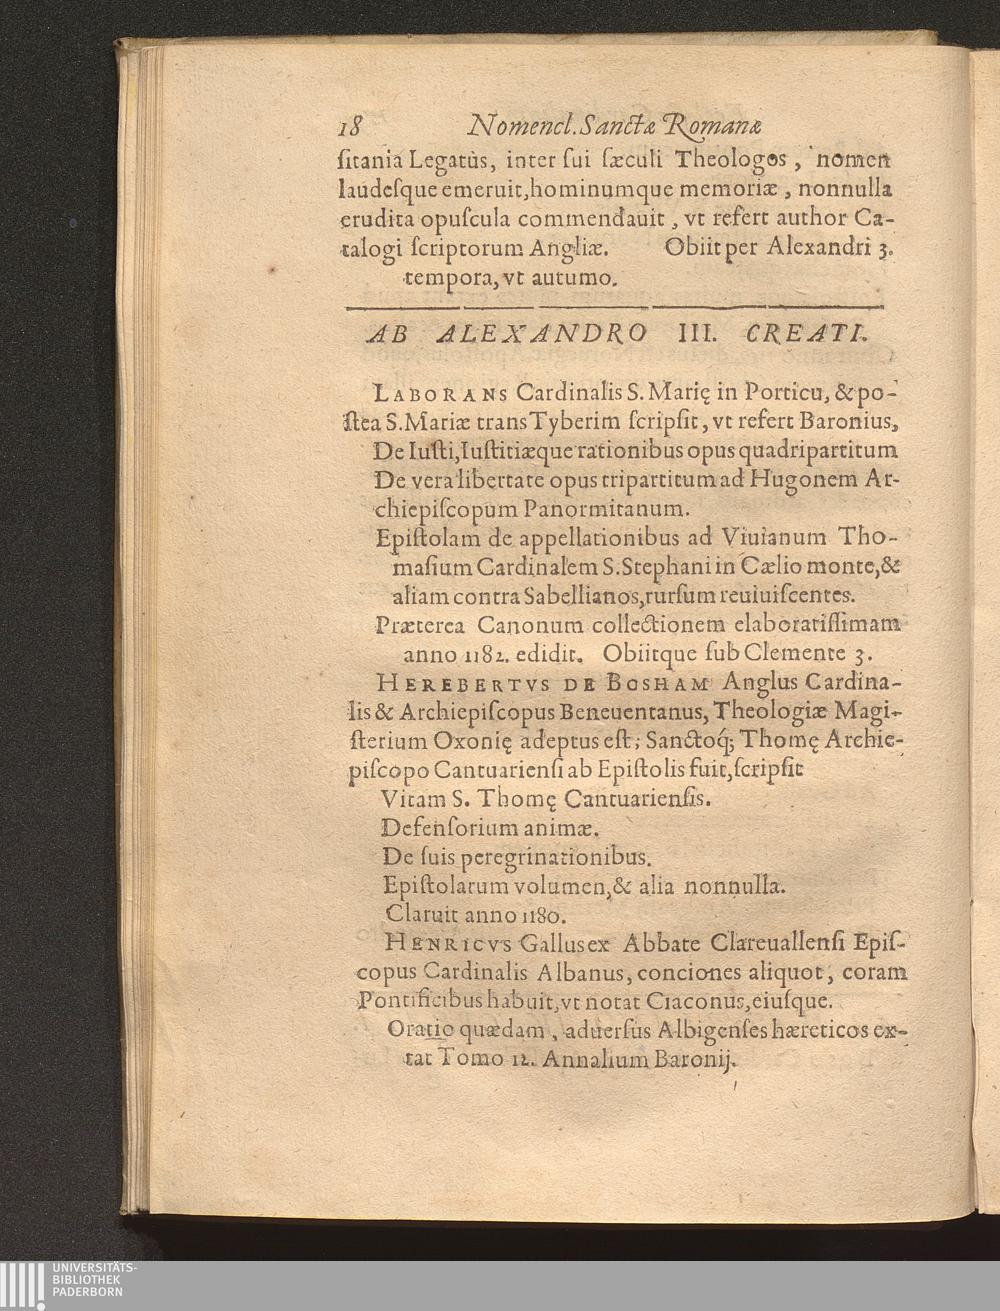 18 Nomencl. Sanctæ Romanæ
ſitania Legatùs, inter ſui ſæculi Theologos, nomen
laudeſque emeruit, hominumque memoriæ, nonnulla
erudita opuſcula commendauit, vt refert author Ca-
talogi ſcriptorum Angliæ. Obiit per Alexandri 3.
tempora, vt autumo.
AB ALEXANDRO III. CREATI.
LABORANS Cardinalis S. Marię in Porticu, & po-
ſtea S. Mariæ trans Tyberim ſcripſit, vt refert Baronius,
De Iuſti, Iuſtitiæque rationibus opus quadripartitum
De vera libertate opus tripartitum ad Hugonem Ar-
chiepiſcopum Panormitanum.
Epiſtolam de appellationibus ad Viuianum Tho-
maſium Cardinalem S. Stephani in Cælio monte, &
aliam contra Sabellianos, rurſum reuiuiſcentes.
Præterea Canonum collectionem elaboratiſſimam
anno 1182. edidit. Obiitque ſub Clemente 3.
HEREBERTVS DE BOSHAM Anglus Cardina-
lis & Archiepiſcopus Beneuentanus, Theologiæ Magi-
ſterium Oxonię adeptus eſt; Sanctoq́; Thomę Archie-
piſcopo Cantuarienſi ab Epiſtolis fuit, ſcripſit
Vitam S. Thomę Cantuarienſis.
Defenſorium animæ.
De ſuis peregrinationibus.
Epiſtolarum volumen, & alia nonnulla.
Claruit anno 1180.
HENRICVS Gallus ex Abbate Clareuallenſi Epiſ-
copus Cardinalis Albanus, conciones aliquot, coram
Pontificibus habuit, vt notat Ciaconus, eiuſque.
Oratio quædam, aduerſus Albigenſes hæreticos ex-
tat Tomo 12. Annalium Baronij.
UNIVERSITÄTS-
BIBLIOTHEK
PADERBORN